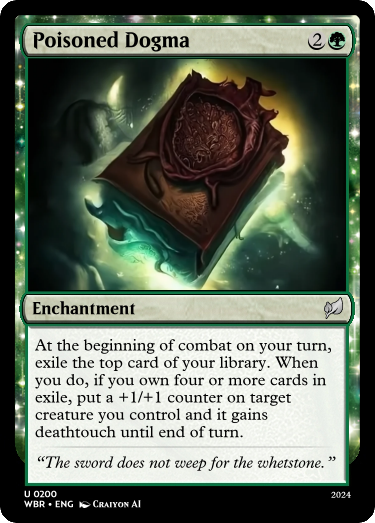 Poisoned Dogma 2
Enchantment
At the beginning of combat on your turn,
exile the top card of your library. When
you do, if you own four or more cards in
exile, put a +1/+1 counter on target
creature you control and it gains
deathtouch until end of turn.
“The sword does not weep for the whetstone.”
U 0200 2024
WBR • ENG Craiyon AI